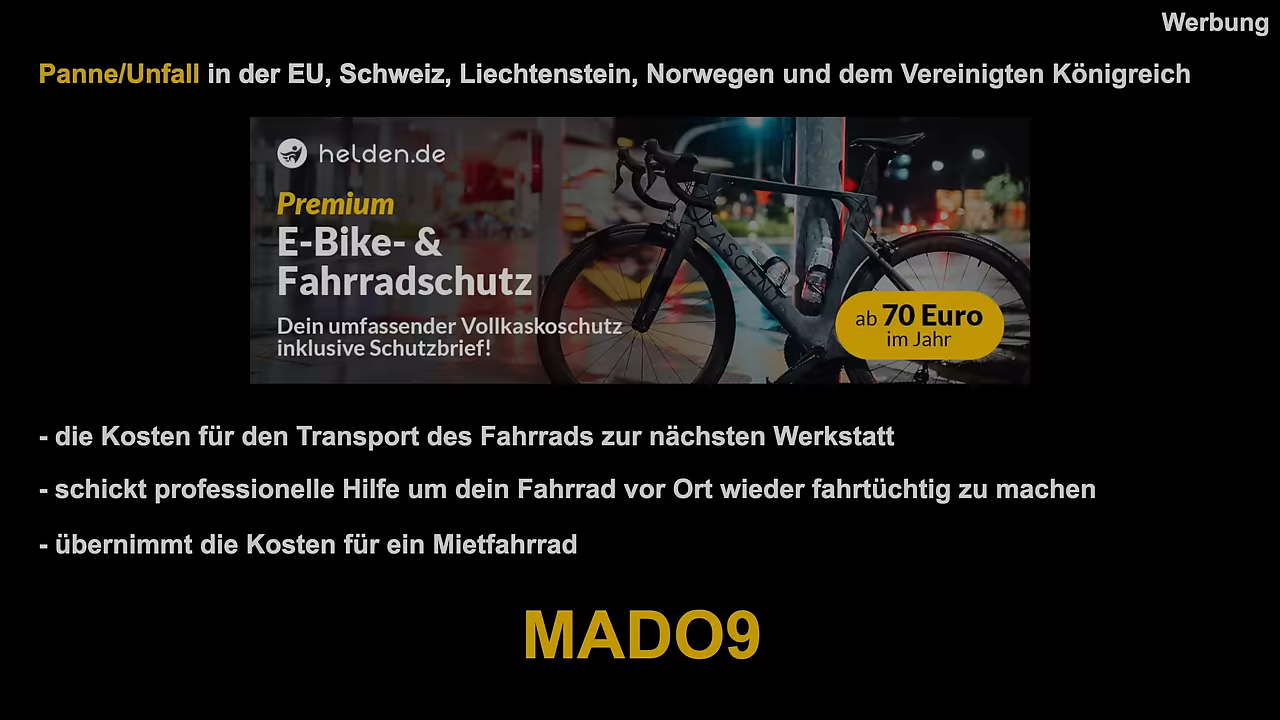 Werbung
Panne/Unfall in der EU, Schweiz, Liechtenstein, Norwegen und dem Vereinigten Königreich
helden.de
Premium
E-Bike- &
Fahrradschutz
Dein umfassender Vollkaskoschutz
inklusive Schutzbrief!
ASCENT
ab 70 Euro
im Jahr
- die Kosten für den Transport des Fahrrads zur nächsten Werkstatt
- schickt professionelle Hilfe um dein Fahrrad vor Ort wieder fahrtüchtig zu machen
- übernimmt die Kosten für ein Mietfahrrad
MADO9